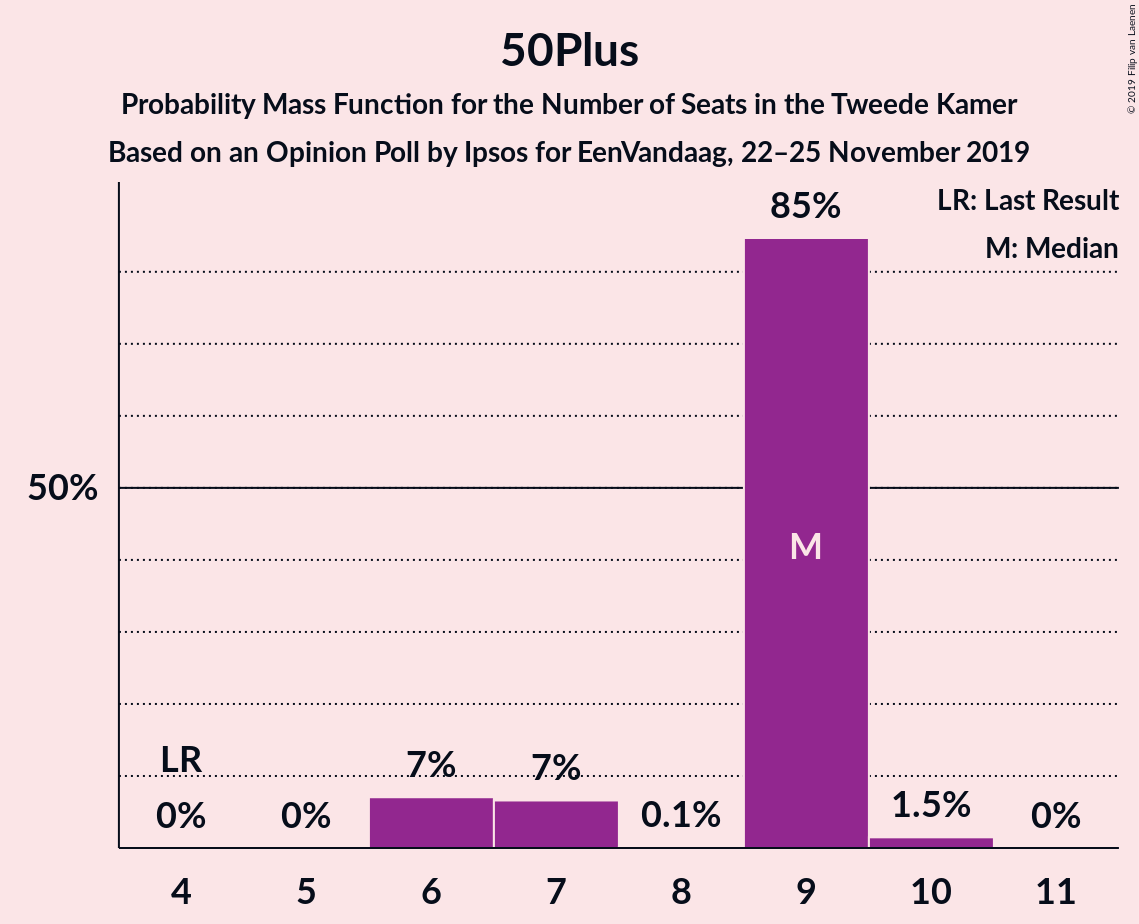 50Plus
Probability Mass Function for the Number of Seats in the Tweede Kamer
Based on an Opinion Poll by Ipsos for EenVandaag, 22–25 November 2019
© 2019 Filip van Laenen
LR: Last Result
M: Median
85%
50%
M
LR
0%
0%
7%
7%
0.1%
1.5%
0%
4 5 6 7 8 9 10 11